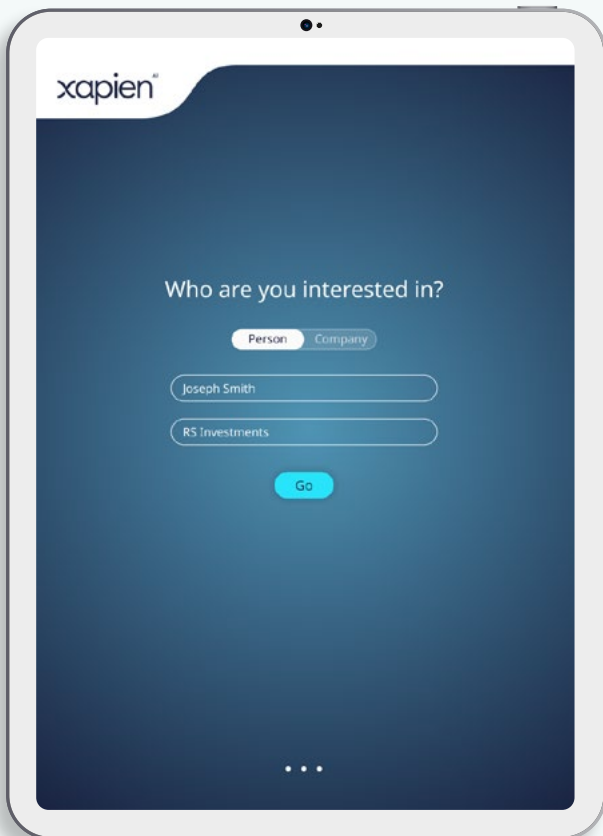 xapien
Who are you interested in?
Person Company
Joseph Smith
RS Investments
Go